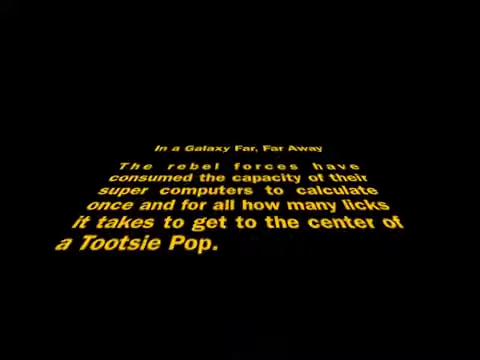 In a Galaxy Far, Far Away
The rebel forces have
consumed the capacity of their
super computers to calculate
once and for all how many licks
it takes to get to the center of
a Tootsie Pop.